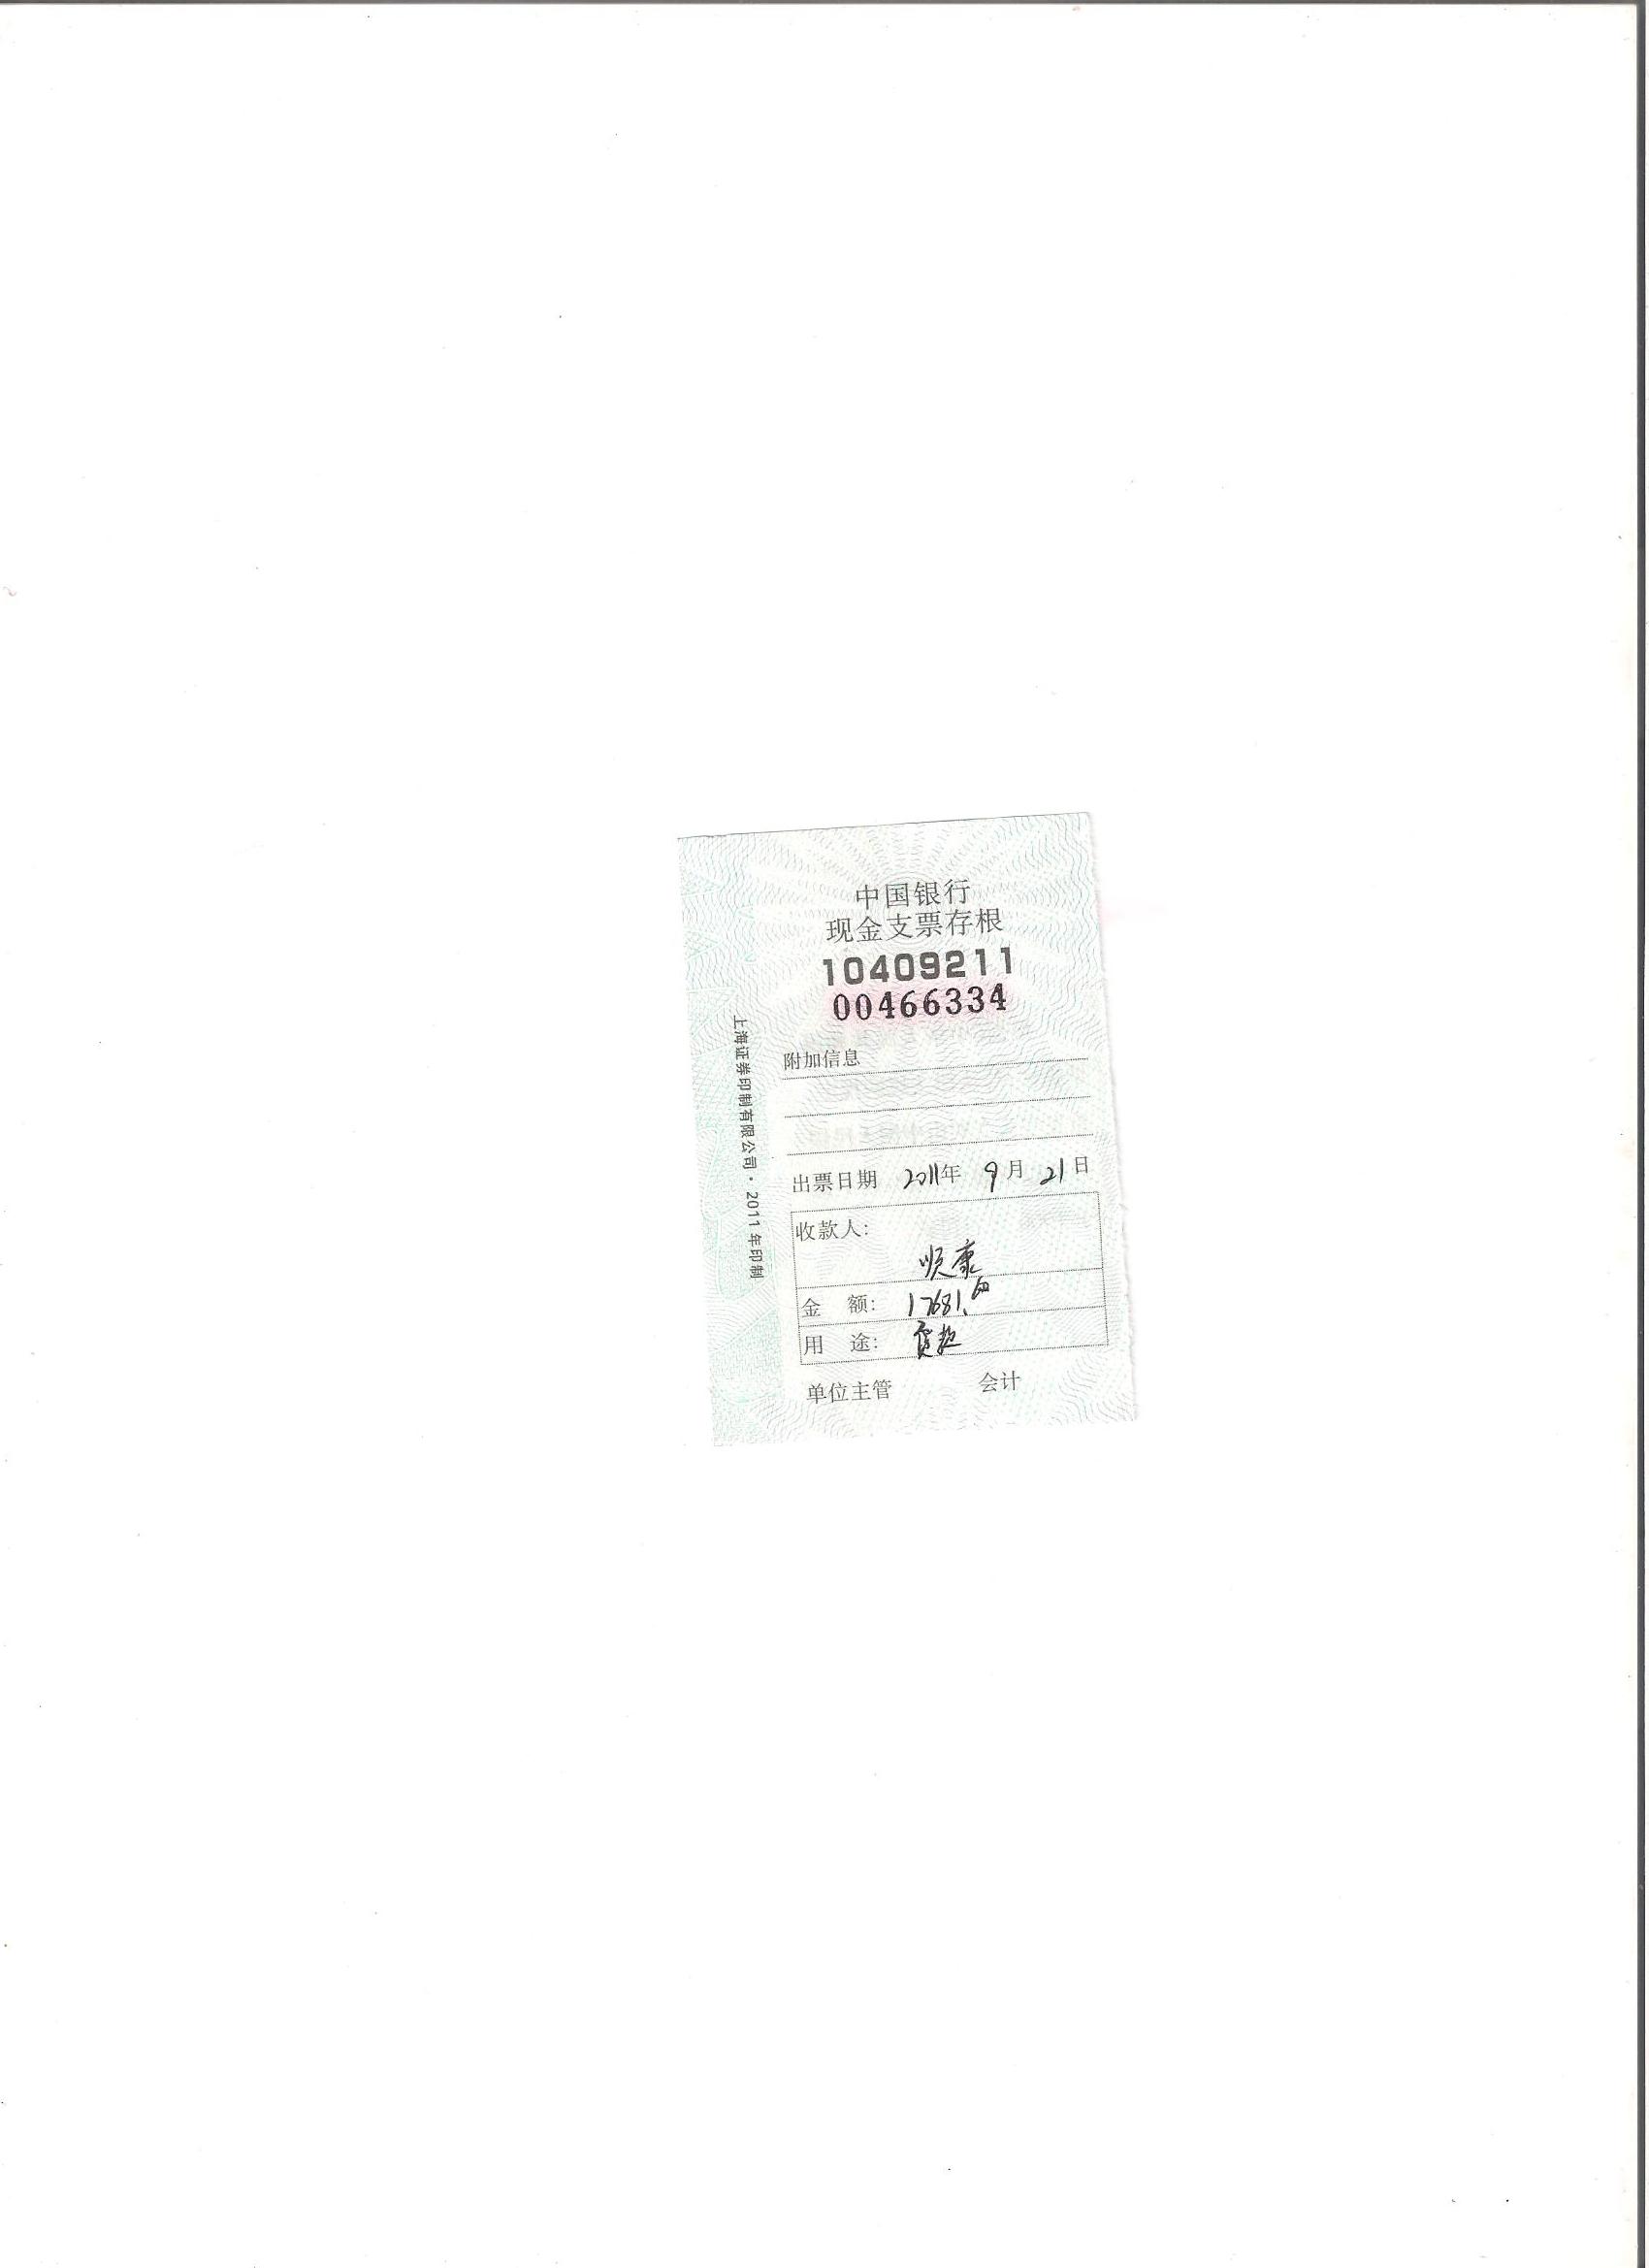 中国银行
现金支票存根
10409211
00466334
附加信息
出票日期 2011年 9月 21日
收款人:
顺康
金 额: 17681.00
用 途: 货款
单位主管 会计
上海证券印制有限公司·2011年印制